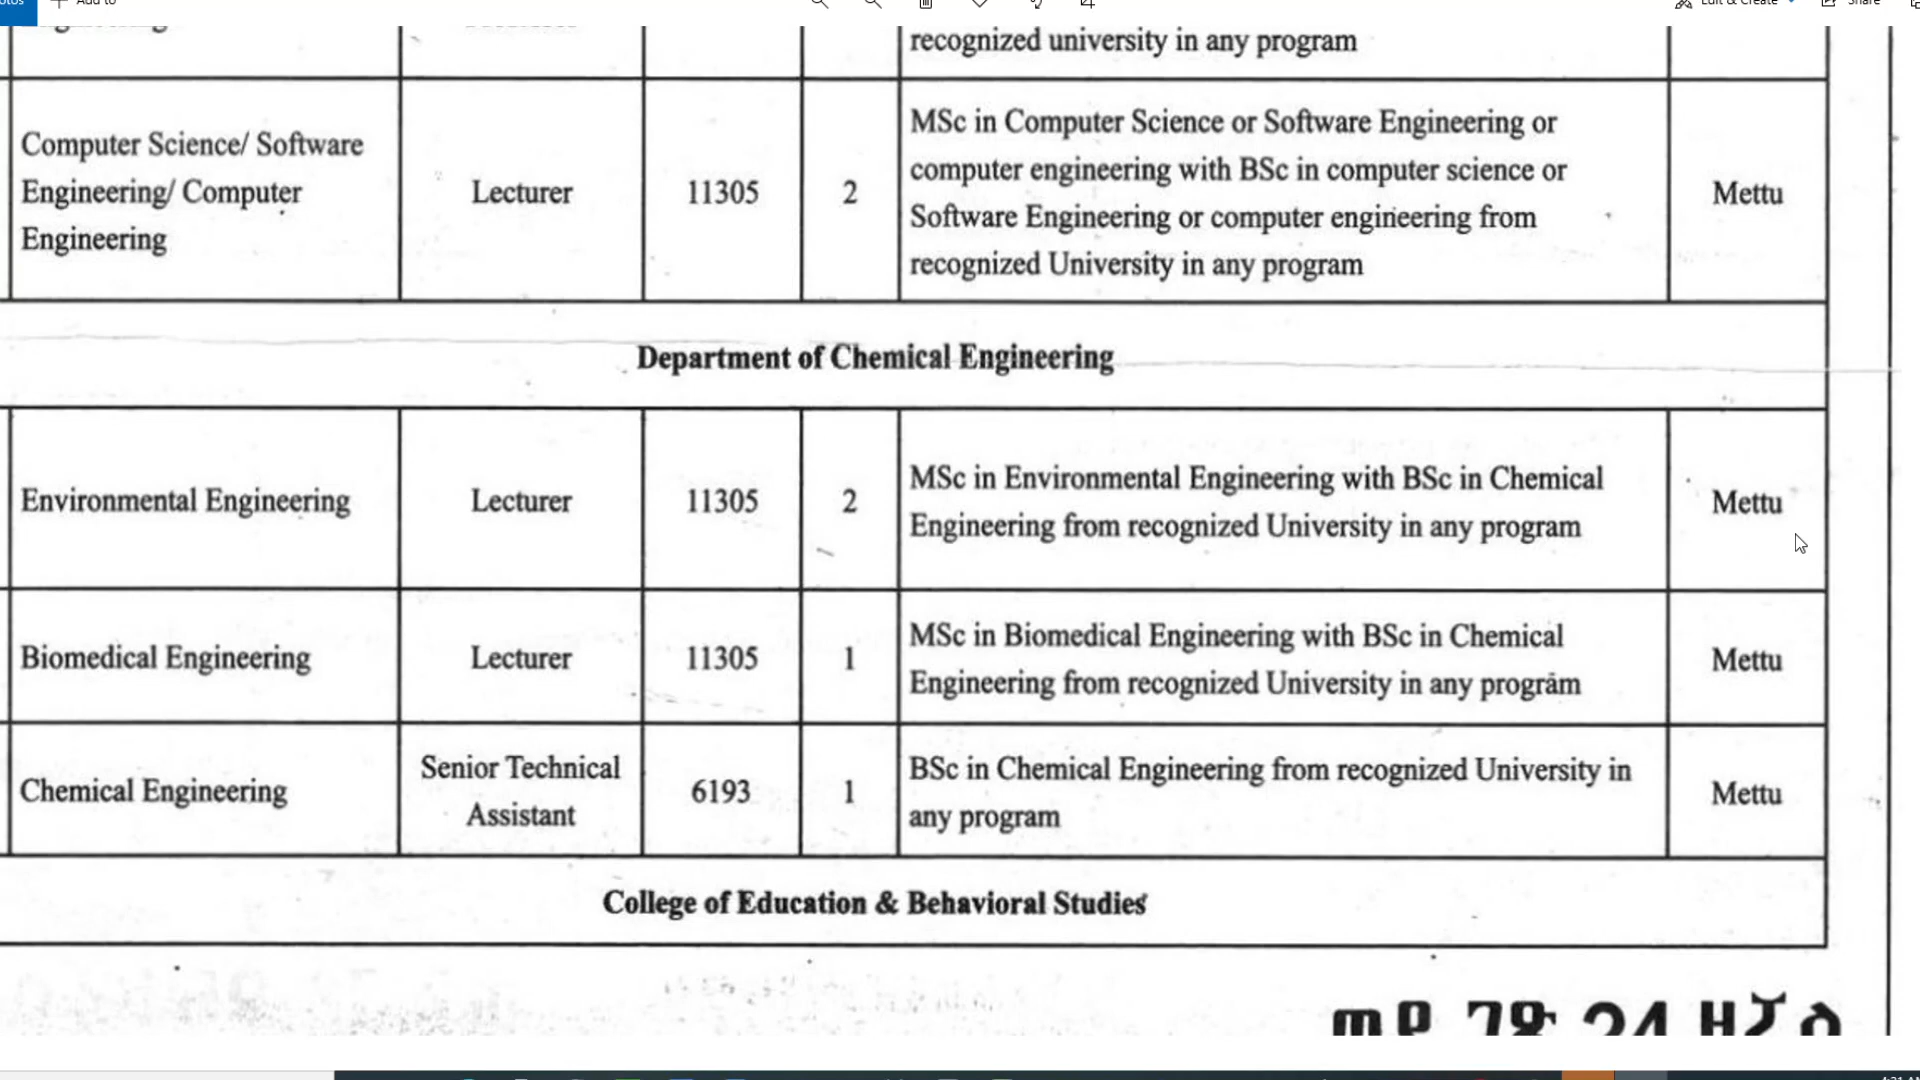 Add to
Edit & Create
Share
recognized university in any program
Computer Science/ Software
Engineering/ Computer
Engineering
Lecturer
11305
2
MSc in Computer Science or Software Engineering or
computer engineering with BSc in computer science or
Software Engineering or computer engineering from
recognized University in any program
Mettu
Department of Chemical Engineering
Environmental Engineering
Lecturer
11305
2
MSc in Environmental Engineering with BSc in Chemical
Engineering from recognized University in any program
Mettu
Biomedical Engineering
Lecturer
11305
1
MSc in Biomedical Engineering with BSc in Chemical
Engineering from recognized University in any program
Mettu
Chemical Engineering
Senior Technical
Assistant
6193
1
BSc in Chemical Engineering from recognized University in
any program
Mettu
College of Education & Behavioral Studies
ወደ ገጽ 24 ዞሯል